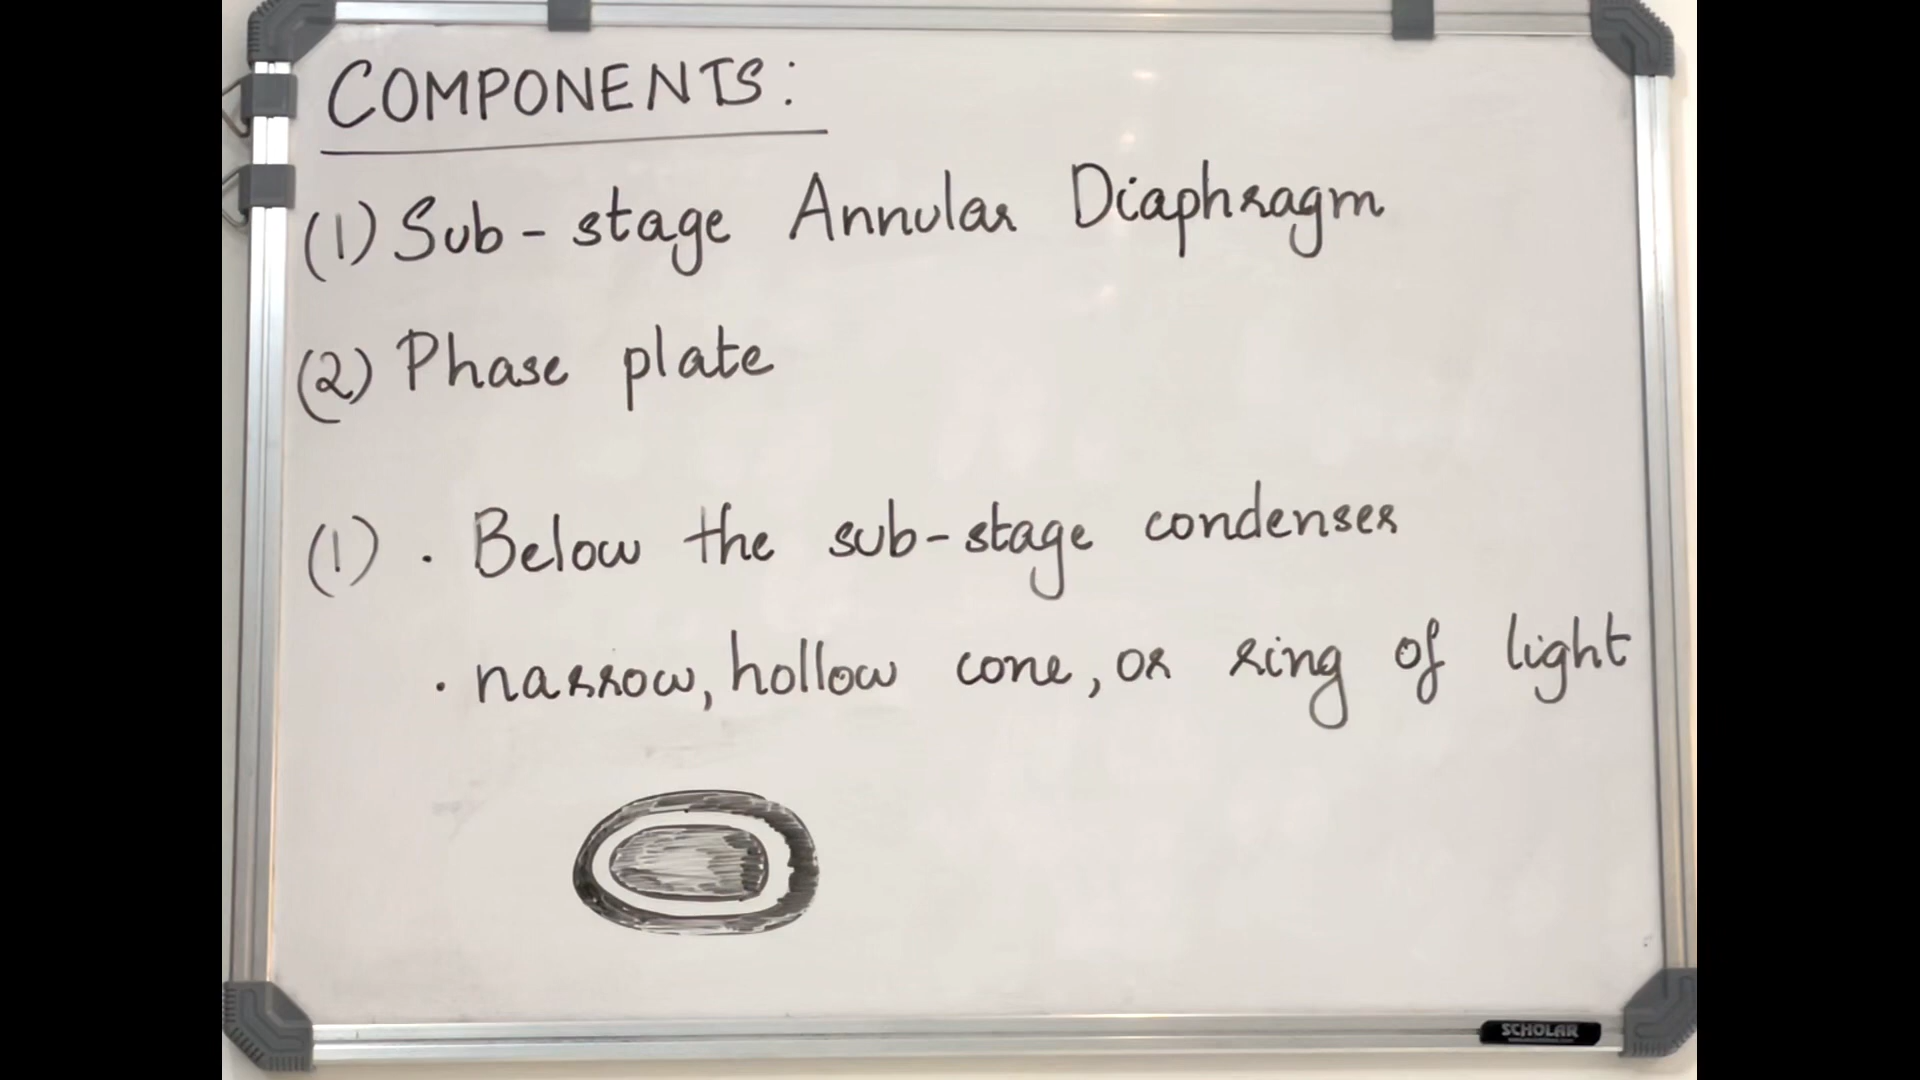 COMPONENTS:
(1) Sub-stage Annular Diaphragm
(2) Phase plate
(1) . Below the sub-stage condenser
. narrow, hollow cone, or ring of light
SCHOLAR